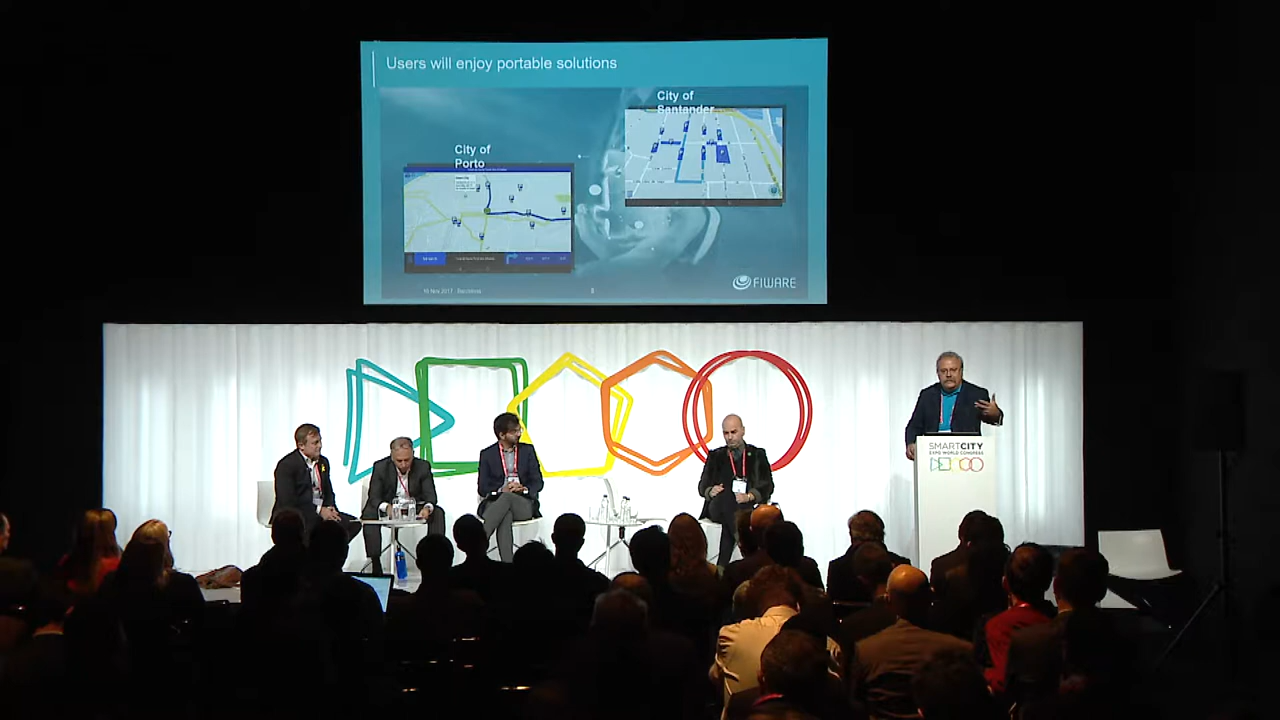 Users will enjoy portable solutions
City of
Santander
City of
Porto
FIWARE
SMARTCITY
EXPO WORLD CONGRESS